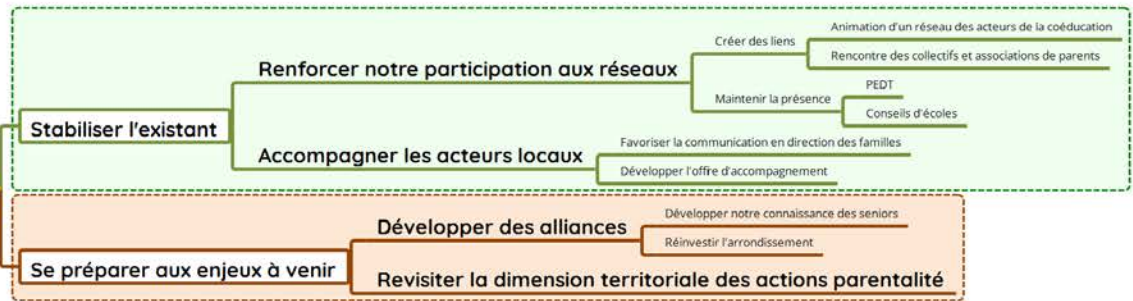 Stabiliser l'existant
Renforcer notre participation aux réseaux
Créer des liens
Animation d'un réseau des acteurs de la coéducation
Rencontre des collectifs et associations de parents
Maintenir la présence
PEDT
Conseils d'écoles
Accompagner les acteurs locaux
Favoriser la communication en direction des familles
Développer l'offre d'accompagnement
Se préparer aux enjeux à venir
Développer des alliances
Développer notre connaissance des seniors
Réinvestir l'arrondissement
Revisiter la dimension territoriale des actions parentalité